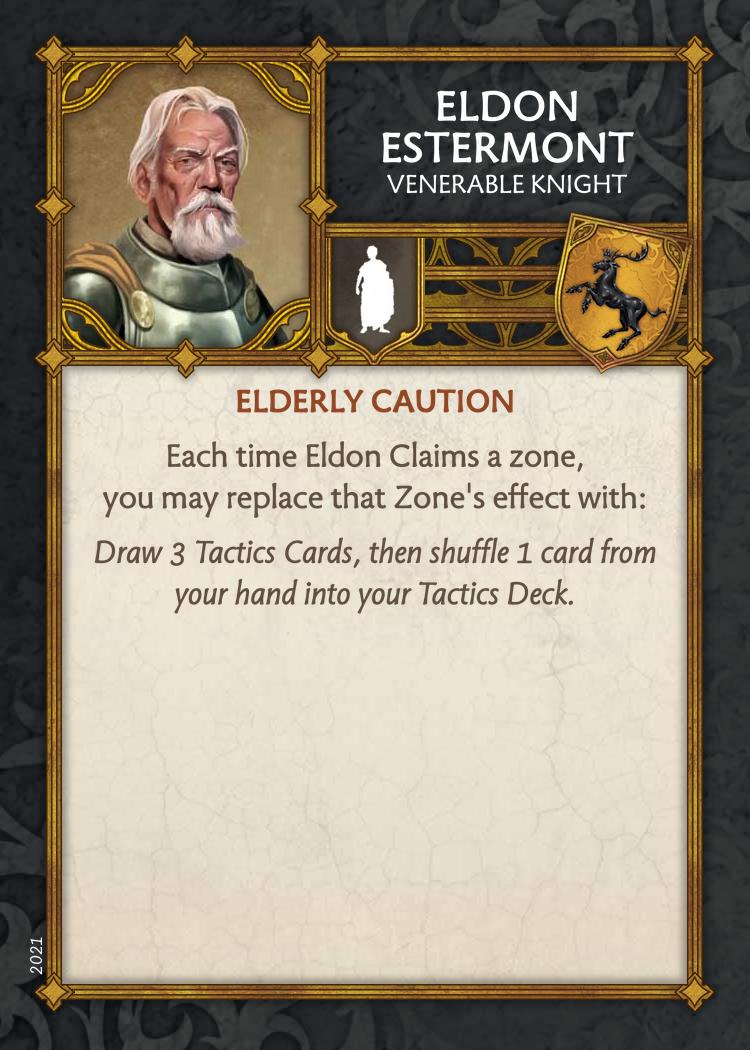 ELDON
ESTERMONT
VENERABLE KNIGHT
ELDERLY CAUTION
Each time Eldon Claims a zone,
you may replace that Zone's effect with:
Draw 3 Tactics Cards, then shuffle 1 card from
your hand into your Tactics Deck.
2021